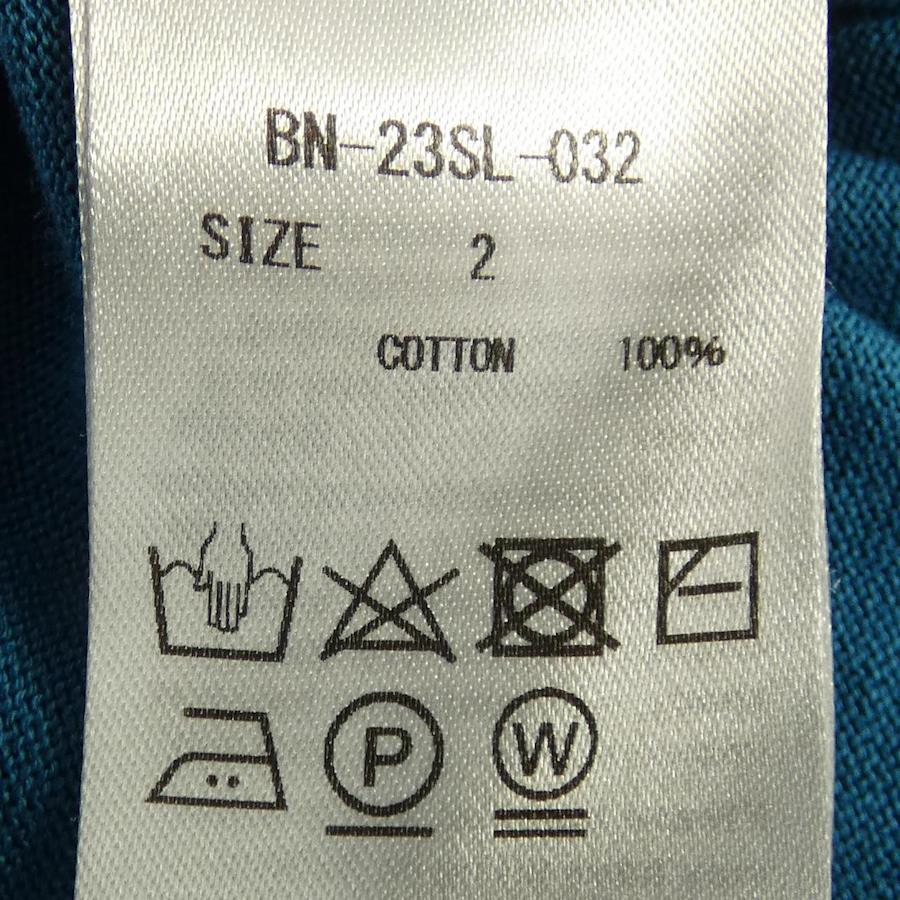 BN-23SL-032
SIZE 2
COTTON 100%
P W